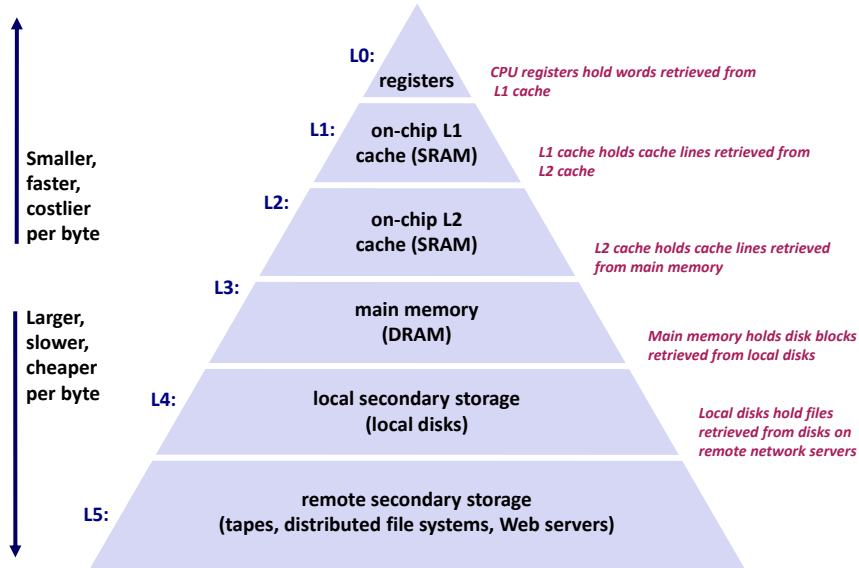 L0:
registers
CPU registers hold words retrieved from
L1 cache
L1:
on-chip L1
cache (SRAM)
L1 cache holds cache lines retrieved from
L2 cache
Smaller,
faster,
costlier
per byte
L2:
on-chip L2
cache (SRAM)
L2 cache holds cache lines retrieved
from main memory
L3:
main memory
(DRAM)
Main memory holds disk blocks
retrieved from local disks
Larger,
slower,
cheaper
per byte
L4:
local secondary storage
(local disks)
Local disks hold files
retrieved from disks on
remote network servers
L5:
remote secondary storage
(tapes, distributed file systems, Web servers)